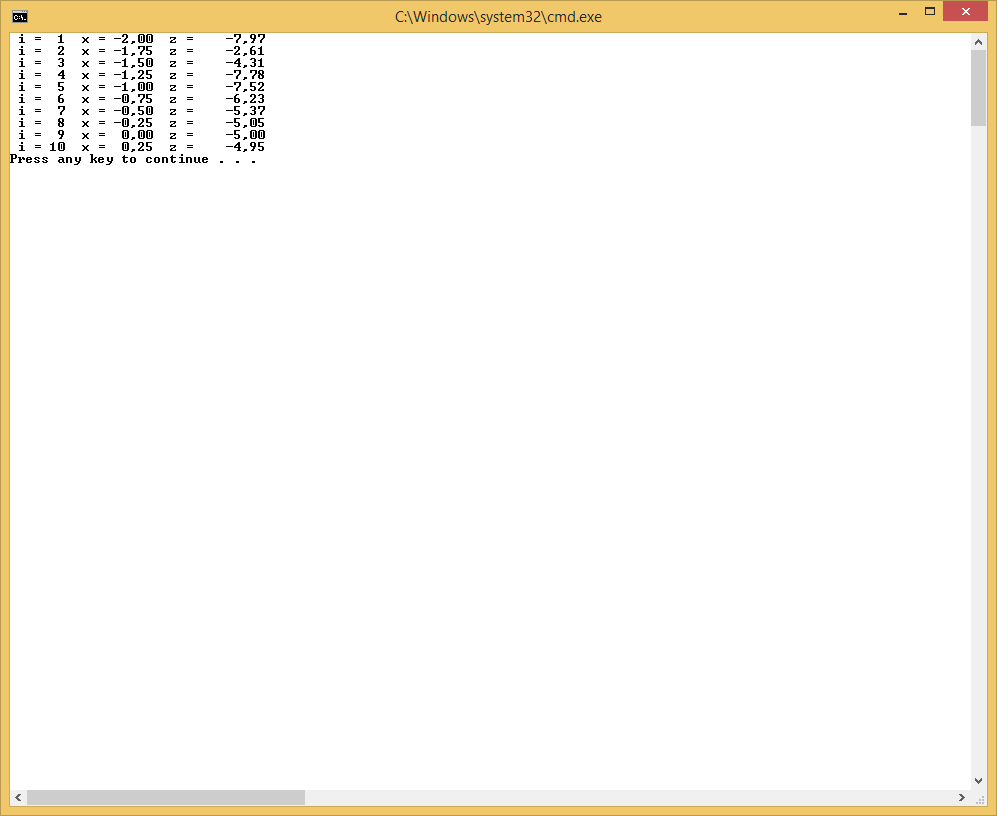 C:\Windows\system32\cmd.exe
i =  1  x = -2,00  z =    -7,97
i =  2  x = -1,75  z =    -2,61
i =  3  x = -1,50  z =    -4,31
i =  4  x = -1,25  z =    -7,78
i =  5  x = -1,00  z =    -7,52
i =  6  x = -0,75  z =    -6,23
i =  7  x = -0,50  z =    -5,37
i =  8  x = -0,25  z =    -5,05
i =  9  x =  0,00  z =    -5,00
i = 10  x =  0,25  z =    -4,95
Press any key to continue . . .